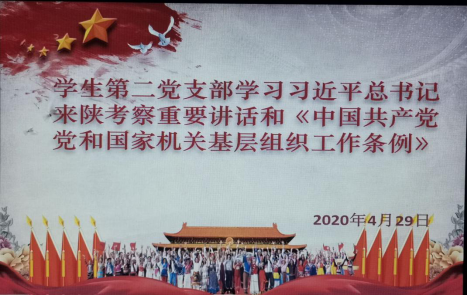 学生第二党支部学习习近平总书记
来陕考察重要讲话和《中国共产党
党和国家机关基层组织工作条例》
2020年4月29日